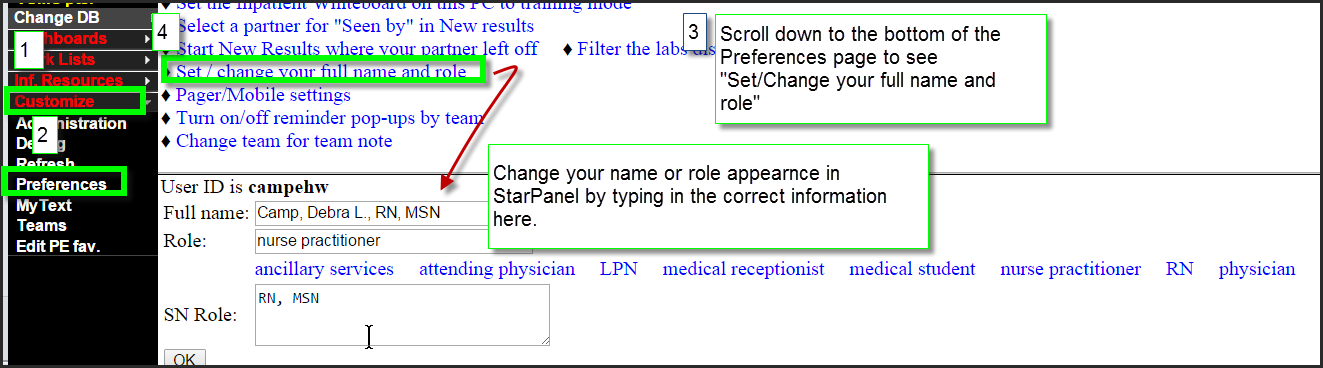 Change DB
1
2
Inf. Resources
Customize
Refresh
Preferences
MyText
Teams
Edit PE fav.
4
♦ Set the Inpatient Whiteboard on this PC to training mode
♦ Select a partner for "Seen by" in New results
♦ Start New Results where your partner left off ♦ Filter the labs
♦ Set / change your full name and role
♦ Pager/Mobile settings
♦ Turn on/off reminder pop-ups by team
♦ Change team for team note
3
Scroll down to the bottom of the
Preferences page to see
"Set/Change your full name and
role"
Change your name or role appearnce in
StarPanel by typing in the correct information
here.
User ID is campehw
Full name: Camp, Debra L., RN, MSN
Role: nurse practitioner
ancillary services attending physician LPN medical receptionist medical student nurse practitioner RN physician
SN Role: RN, MSN
OK